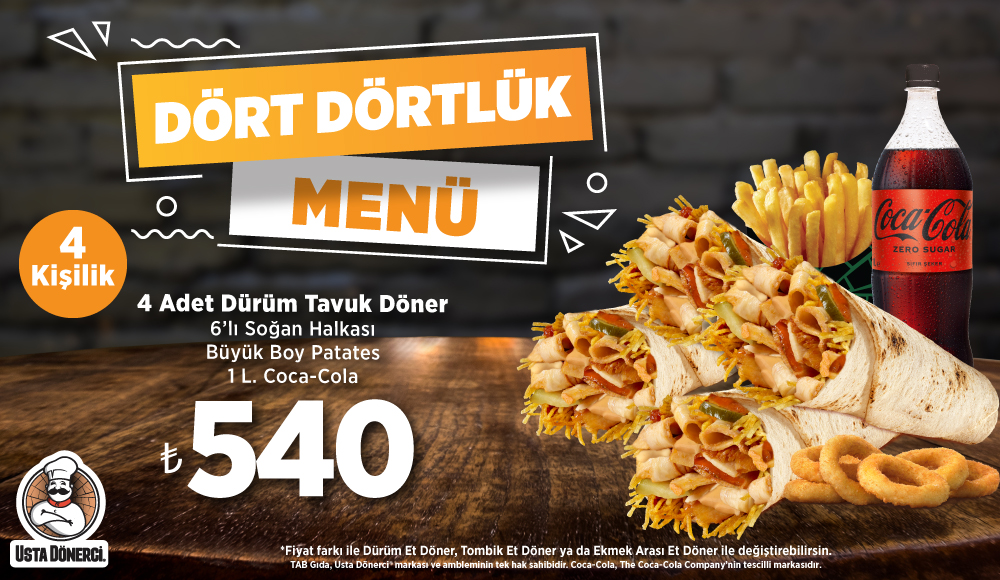 DÖRT DÖRTLÜK
MENÜ
4
Kişilik
4 Adet Dürüm Tavuk Döner
6'lı Soğan Halkası
Büyük Boy Patates
1 L. Coca-Cola
₺540
Coca-Cola
ZERO SUGAR
SIFIR ŞEKER
USTA DÖNERCİ®
*Fiyat farkı ile Dürüm Et Döner, Tombik Et Döner ya da Ekmek Arası Et Döner ile değiştirebilirsin.
TAB Gıda, Usta Dönerci® markası ve ambleminin tek hak sahibidir. Coca-Cola, The Coca-Cola Company'nin tescilli markasıdır.